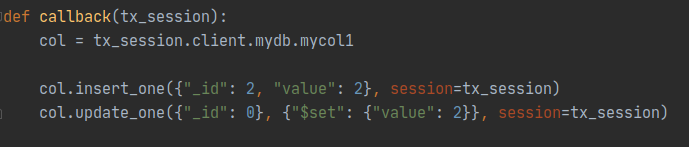 def callback(tx_session):
    col = tx_session.client.mydb.mycol1
    col.insert_one({"_id": 2, "value": 2}, session=tx_session)
    col.update_one({"_id": 0}, {"$set": {"value": 2}}, session=tx_session)